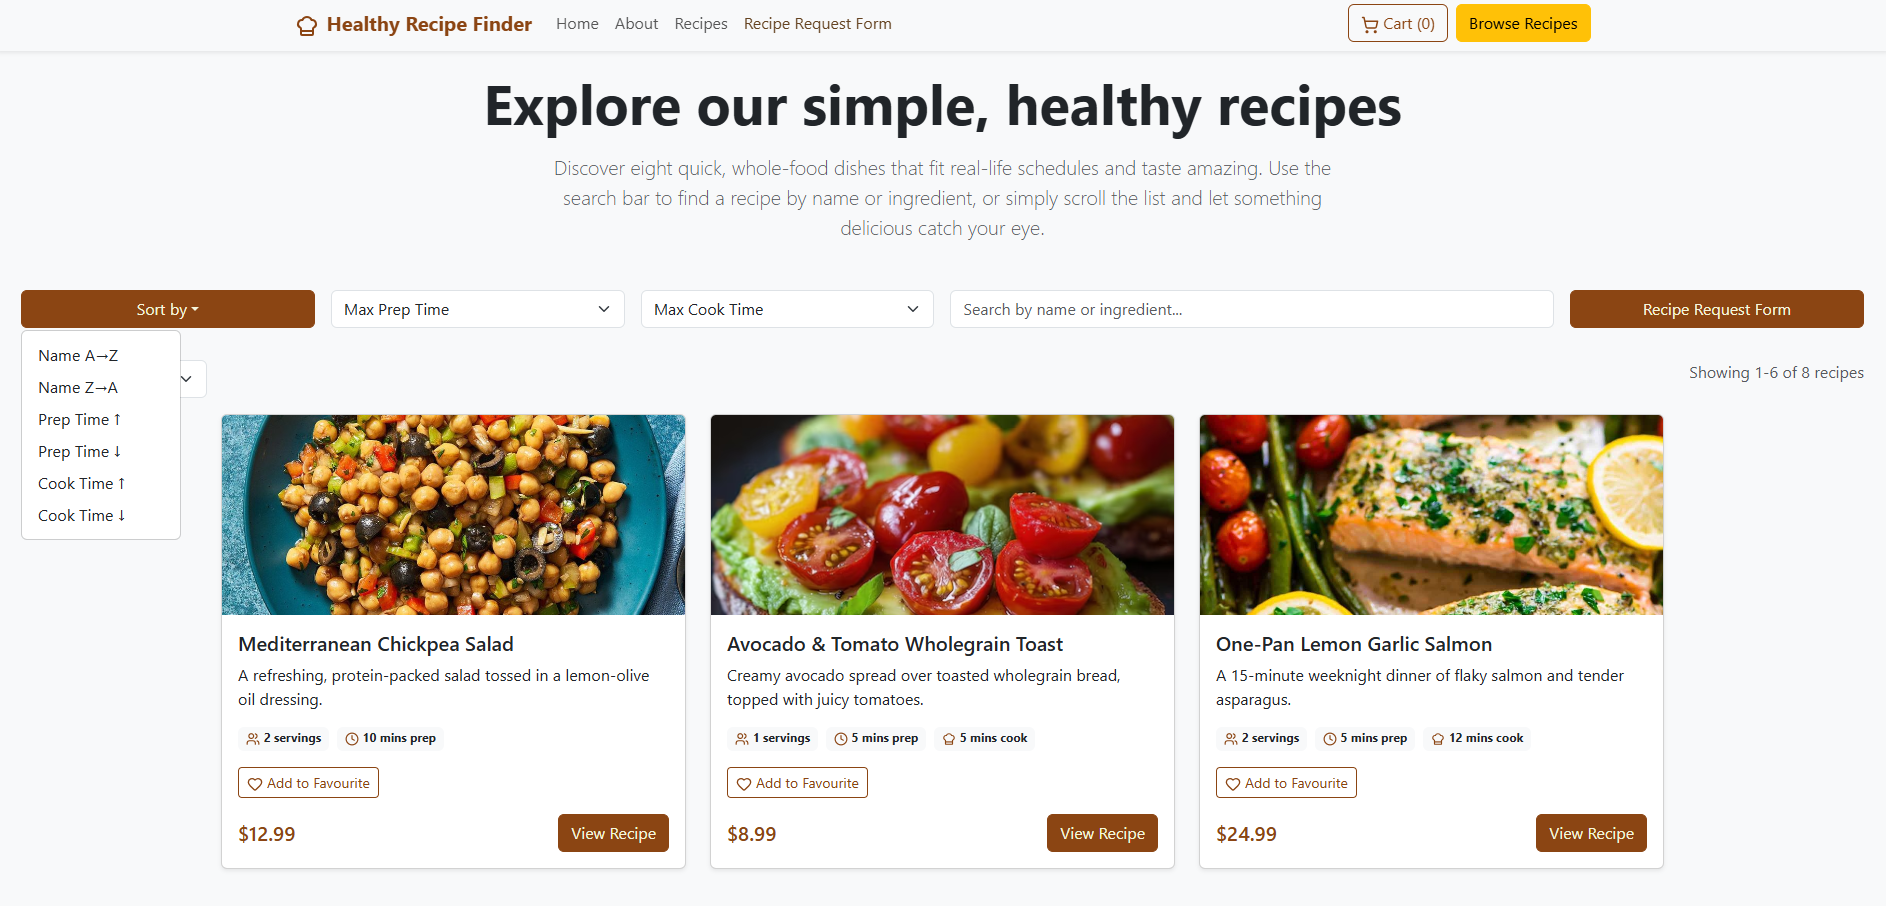 Healthy Recipe Finder
Home
About
Recipes
Recipe Request Form
Cart (0)
Browse Recipes
Explore our simple, healthy recipes
Discover eight quick, whole-food dishes that fit real-life schedules and taste amazing. Use the
search bar to find a recipe by name or ingredient, or simply scroll the list and let something
delicious catch your eye.
Sort by
Max Prep Time
Max Cook Time
Search by name or ingredient...
Recipe Request Form
Name A→Z
Name Z→A
Prep Time ↑
Prep Time ↓
Cook Time ↑
Cook Time ↓
Showing 1-6 of 8 recipes
Mediterranean Chickpea Salad
A refreshing, protein-packed salad tossed in a lemon-olive
oil dressing.
2 servings
10 mins prep
Add to Favourite
$12.99
View Recipe
Avocado & Tomato Wholegrain Toast
Creamy avocado spread over toasted wholegrain bread,
topped with juicy tomatoes.
1 servings
5 mins prep
5 mins cook
Add to Favourite
$8.99
View Recipe
One-Pan Lemon Garlic Salmon
A 15-minute weeknight dinner of flaky salmon and tender
asparagus.
2 servings
5 mins prep
12 mins cook
Add to Favourite
$24.99
View Recipe